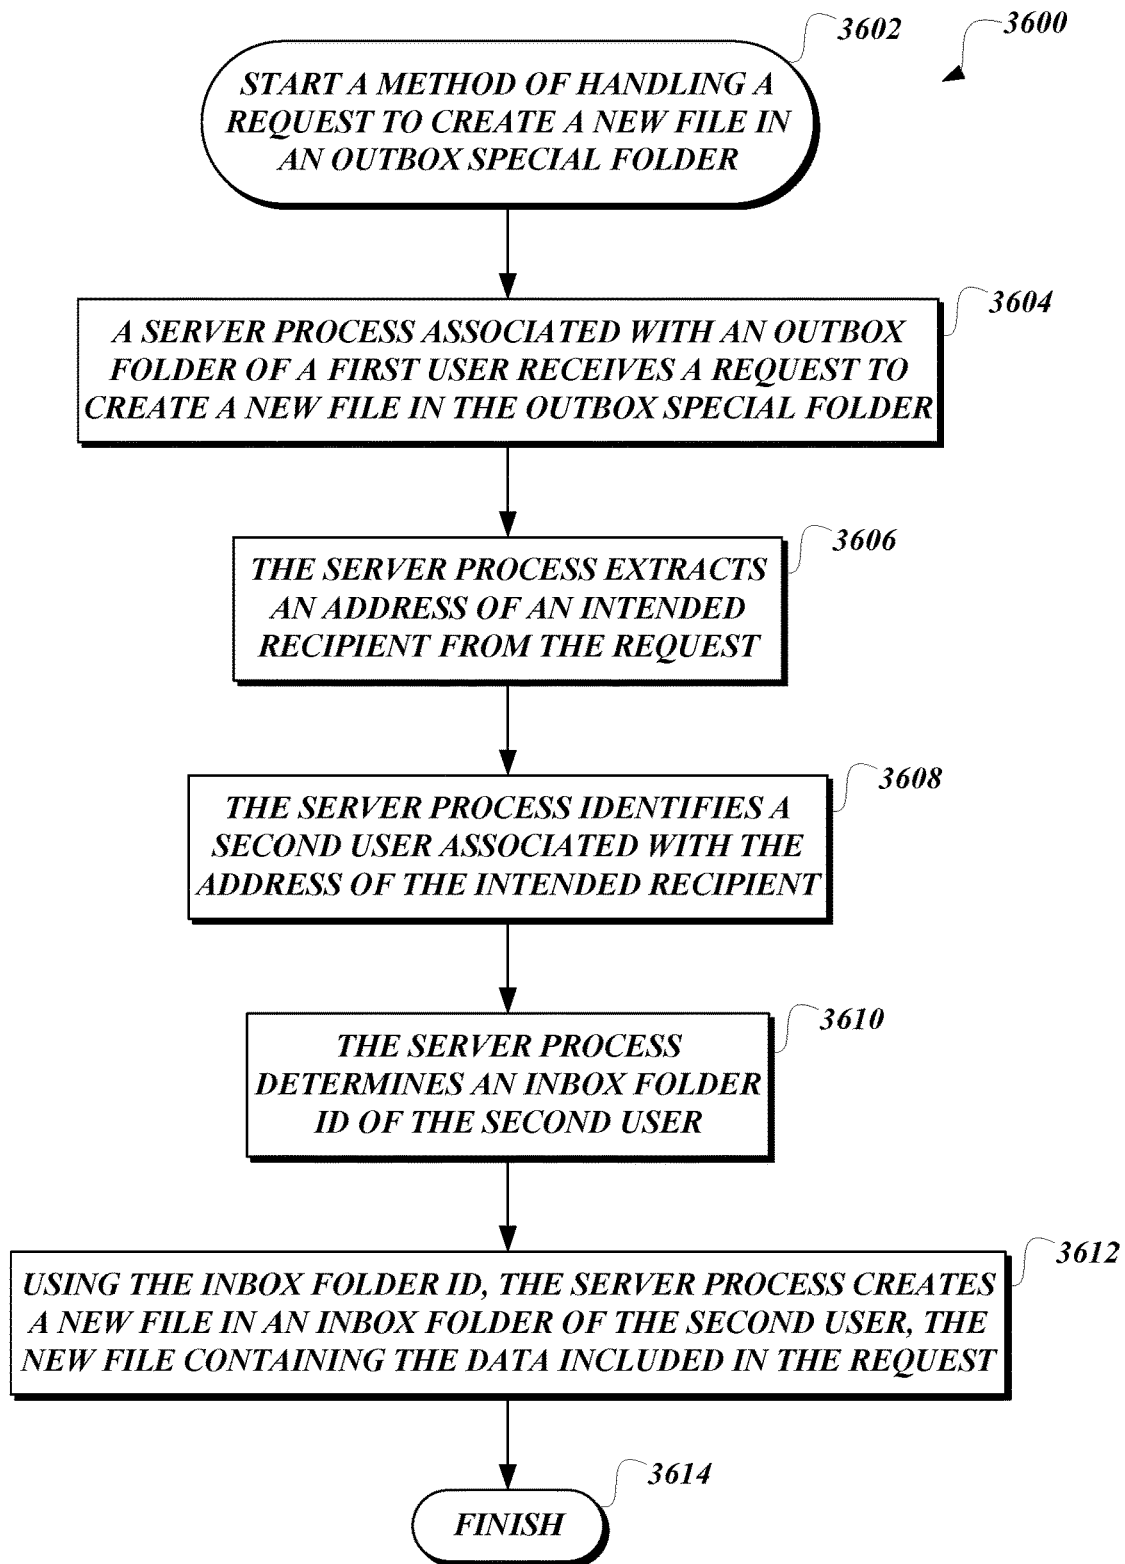 3602
3600
START A METHOD OF HANDLING A
REQUEST TO CREATE A NEW FILE IN
AN OUTBOX SPECIAL FOLDER
3604
A SERVER PROCESS ASSOCIATED WITH AN OUTBOX
FOLDER OF A FIRST USER RECEIVES A REQUEST TO
CREATE A NEW FILE IN THE OUTBOX SPECIAL FOLDER
3606
THE SERVER PROCESS EXTRACTS
AN ADDRESS OF AN INTENDED
RECIPIENT FROM THE REQUEST
3608
THE SERVER PROCESS IDENTIFIES A
SECOND USER ASSOCIATED WITH THE
ADDRESS OF THE INTENDED RECIPIENT
3610
THE SERVER PROCESS
DETERMINES AN INBOX FOLDER
ID OF THE SECOND USER
3612
USING THE INBOX FOLDER ID, THE SERVER PROCESS CREATES
A NEW FILE IN AN INBOX FOLDER OF THE SECOND USER, THE
NEW FILE CONTAINING THE DATA INCLUDED IN THE REQUEST
3614
FINISH